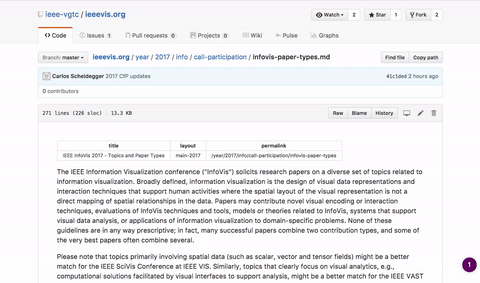 ieee-vgtc / ieeevis.org
Watch 2 Star 1 Fork 2
Code Issues 1 Pull requests 0 Projects 0 Wiki Pulse Graphs
Branch: master ieeevis.org / year / 2017 / info / call-participation / infovis-paper-types.md Find file Copy path
Carlos Scheidegger 2017 CfP updates 41c1ded 2 hours ago
0 contributors
271 lines (226 sloc) 13.3 KB Raw Blame History
title layout permalink
IEEE InfoVis 2017 - Topics and Paper Types main-2017 /year/2017/info/call-participation/infovis-paper-types
The IEEE Information Visualization conference ("InfoVis") solicits research papers on a diverse set of topics related to
information visualization. Broadly defined, information visualization is the design of visual data representations and
interaction techniques that support human activities where the spatial layout of the visual representation is not a
direct mapping of spatial relationships in the data. Papers may contribute novel visual encoding or interaction
techniques, evaluations of InfoVis techniques and tools, models or theories related to InfoVis, systems that support
visual data analysis, or applications of information visualization to domain-specific problems. None of these
guidelines are in any way prescriptive; in fact, many successful papers combine two contribution types, and some of
the very best papers often combine several.
Please note that topics primarily involving spatial data (such as scalar, vector and tensor fields) might be a better
match for the IEEE SciVis Conference at IEEE VIS. Similarly, topics that clearly focus on visual analytics, e.g.,
computational solutions facilitated by visual interfaces to support analysis, might be a better match for the IEEE VAST
1